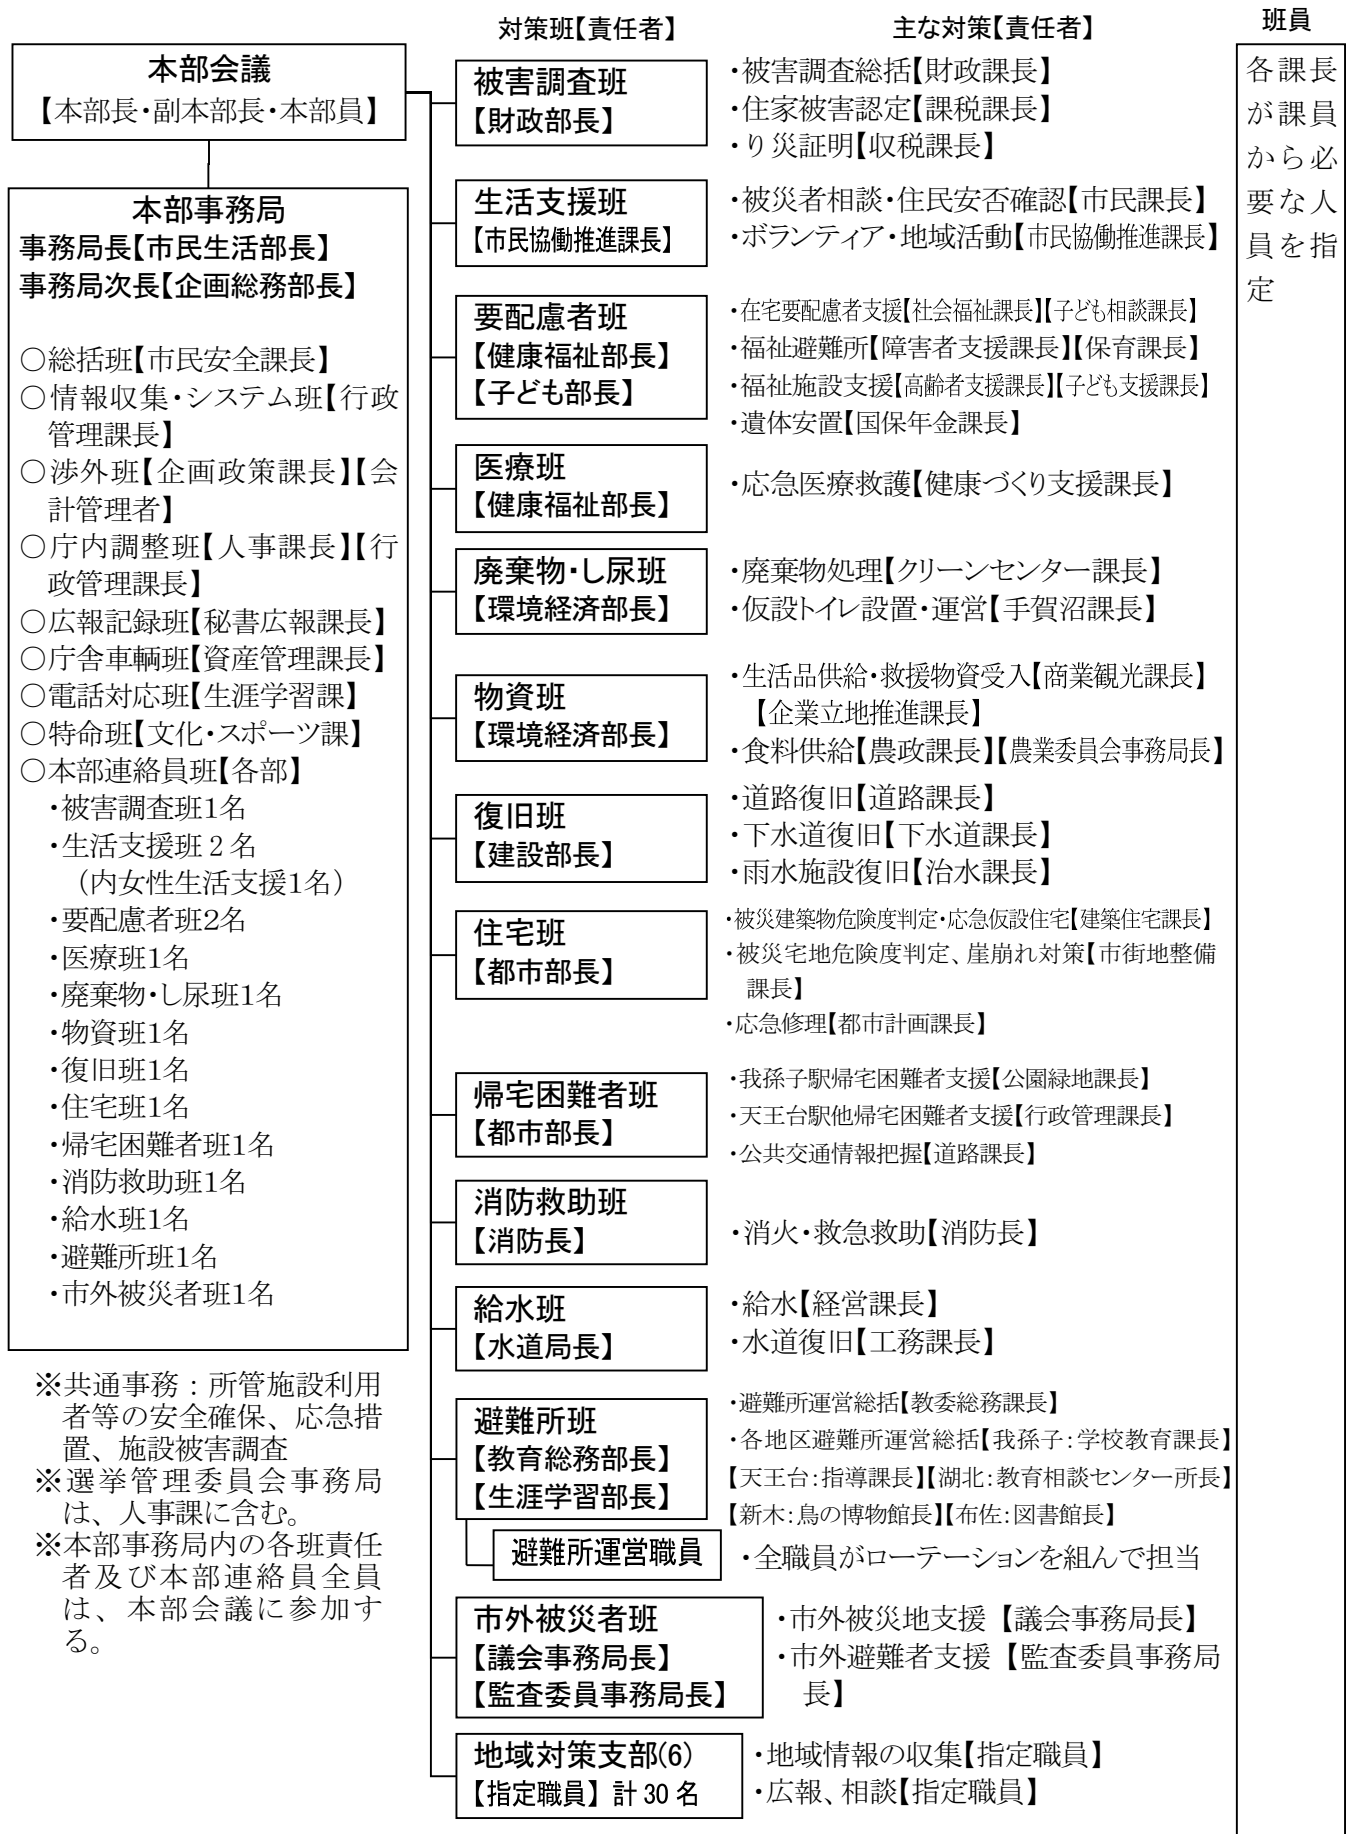 対策班【責任者】
主な対策【責任者】
班員
本部会議
【本部長・副本部長・本部員】
本部事務局
事務局長【市民生活部長】
事務局次長【企画総務部長】
○総括班【市民安全課長】
○情報収集・システム班【行政
管理課長】
○渉外班【企画政策課長】【会
計管理者】
○庁内調整班【人事課長】【行
政管理課長】
○広報記録班【秘書広報課長】
○庁舎車輌班【資産管理課長】
○電話対応班【生涯学習課】
○特命班【文化・スポーツ課】
○本部連絡員班【各部】
・被害調査班1名
・生活支援班２名
（内女性生活支援1名）
・要配慮者班2名
・医療班1名
・廃棄物・し尿班1名
・物資班1名
・復旧班1名
・住宅班1名
・帰宅困難者班1名
・消防救助班1名
・給水班1名
・避難所班1名
・市外被災者班1名
※共通事務：所管施設利用
者等の安全確保、応急措
置、施設被害調査
※選挙管理委員会事務局
は、人事課に含む。
※本部事務局内の各班責任
者及び本部連絡員全員
は、本部会議に参加す
る。
被害調査班
【財政部長】
・被害調査総括【財政課長】
・住家被害認定【課税課長】
・り災証明【収税課長】
生活支援班
【市民協働推進課長】
・被災者相談・住民安否確認【市民課長】
・ボランティア・地域活動【市民協働推進課長】
要配慮者班
【健康福祉部長】
【子ども部長】
・在宅要配慮者支援【社会福祉課長】【子ども相談課長】
・福祉避難所【障害者支援課長】【保育課長】
・福祉施設支援【高齢者支援課長】【子ども支援課長】
・遺体安置【国保年金課長】
医療班
【健康福祉部長】
・応急医療救護【健康づくり支援課長】
廃棄物・し尿班
【環境経済部長】
・廃棄物処理【クリーンセンター課長】
・仮設トイレ設置・運営【手賀沼課長】
物資班
【環境経済部長】
・生活品供給・救援物資受入【商業観光課長】
【企業立地推進課長】
・食料供給【農政課長】【農業委員会事務局長】
復旧班
【建設部長】
・道路復旧【道路課長】
・下水道復旧【下水道課長】
・雨水施設復旧【治水課長】
住宅班
【都市部長】
・被災建築物危険度判定・応急仮設住宅【建築住宅課長】
・被災宅地危険度判定、崖崩れ対策【市街地整備
課長】
・応急修理【都市計画課長】
帰宅困難者班
【都市部長】
・我孫子駅帰宅困難者支援【公園緑地課長】
・天王台駅他帰宅困難者支援【行政管理課長】
・公共交通情報把握【道路課長】
消防救助班
【消防長】
・消火・救急救助【消防長】
給水班
【水道局長】
・給水【経営課長】
・水道復旧【工務課長】
避難所班
【教育総務部長】
【生涯学習部長】
・避難所運営総括【教委総務課長】
・各地区避難所運営総括【我孫子：学校教育課長】
【天王台：指導課長】【湖北：教育相談センター所長】
【新木：鳥の博物館長】【布佐：図書館長】
避難所運営職員
・全職員がローテーションを組んで担当
市外被災者班
【議会事務局長】
【監査委員事務局長】
・市外被災地支援【議会事務局長】
・市外避難者支援【監査委員事務局
長】
地域対策支部(6)
【指定職員】計 30 名
・地域情報の収集【指定職員】
・広報、相談【指定職員】
各課長
が課員
から必
要な人
員を指
定